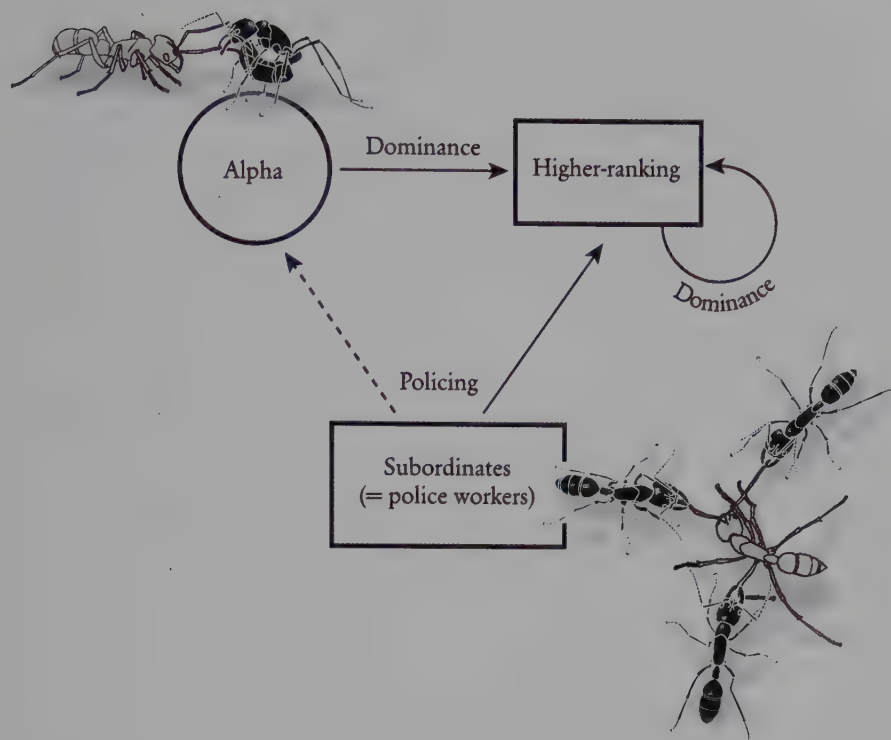 Dominance
Alpha
Higher-ranking
Dominance
Policing
Subordinates
(= police workers)